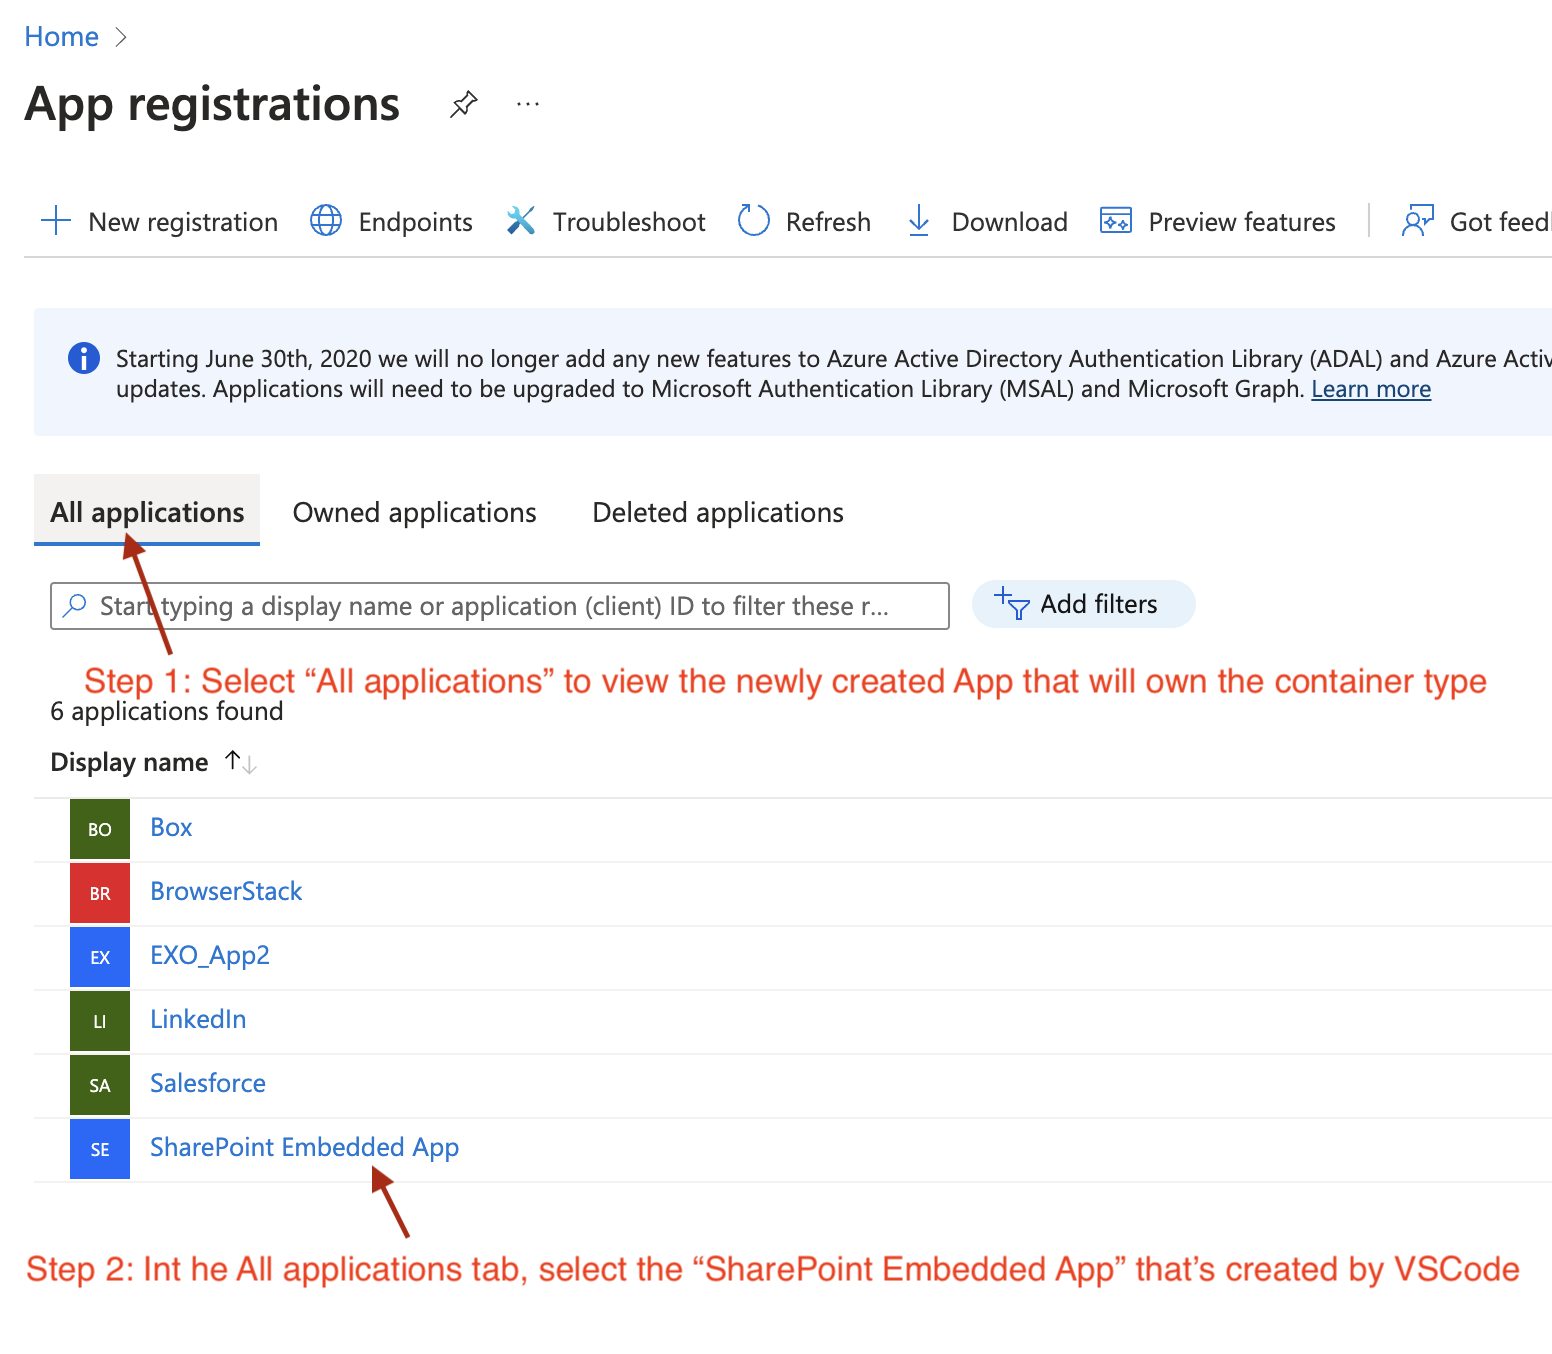 Home
App registrations
New registration Endpoints Troubleshoot Refresh Download Preview features Got feed
Starting June 30th, 2020 we will no longer add any new features to Azure Active Directory Authentication Library (ADAL) and Azure Activ
updates. Applications will need to be upgraded to Microsoft Authentication Library (MSAL) and Microsoft Graph. Learn more
All applications Owned applications Deleted applications
Start typing a display name or application (client) ID to filter these r... Add filters
Step 1: Select “All applications” to view the newly created App that will own the container type
6 applications found
Display name
BO Box
BR BrowserStack
EX EXO_App2
LI LinkedIn
SA Salesforce
SE SharePoint Embedded App
Step 2: Int he All applications tab, select the “SharePoint Embedded App” that’s created by VSCode